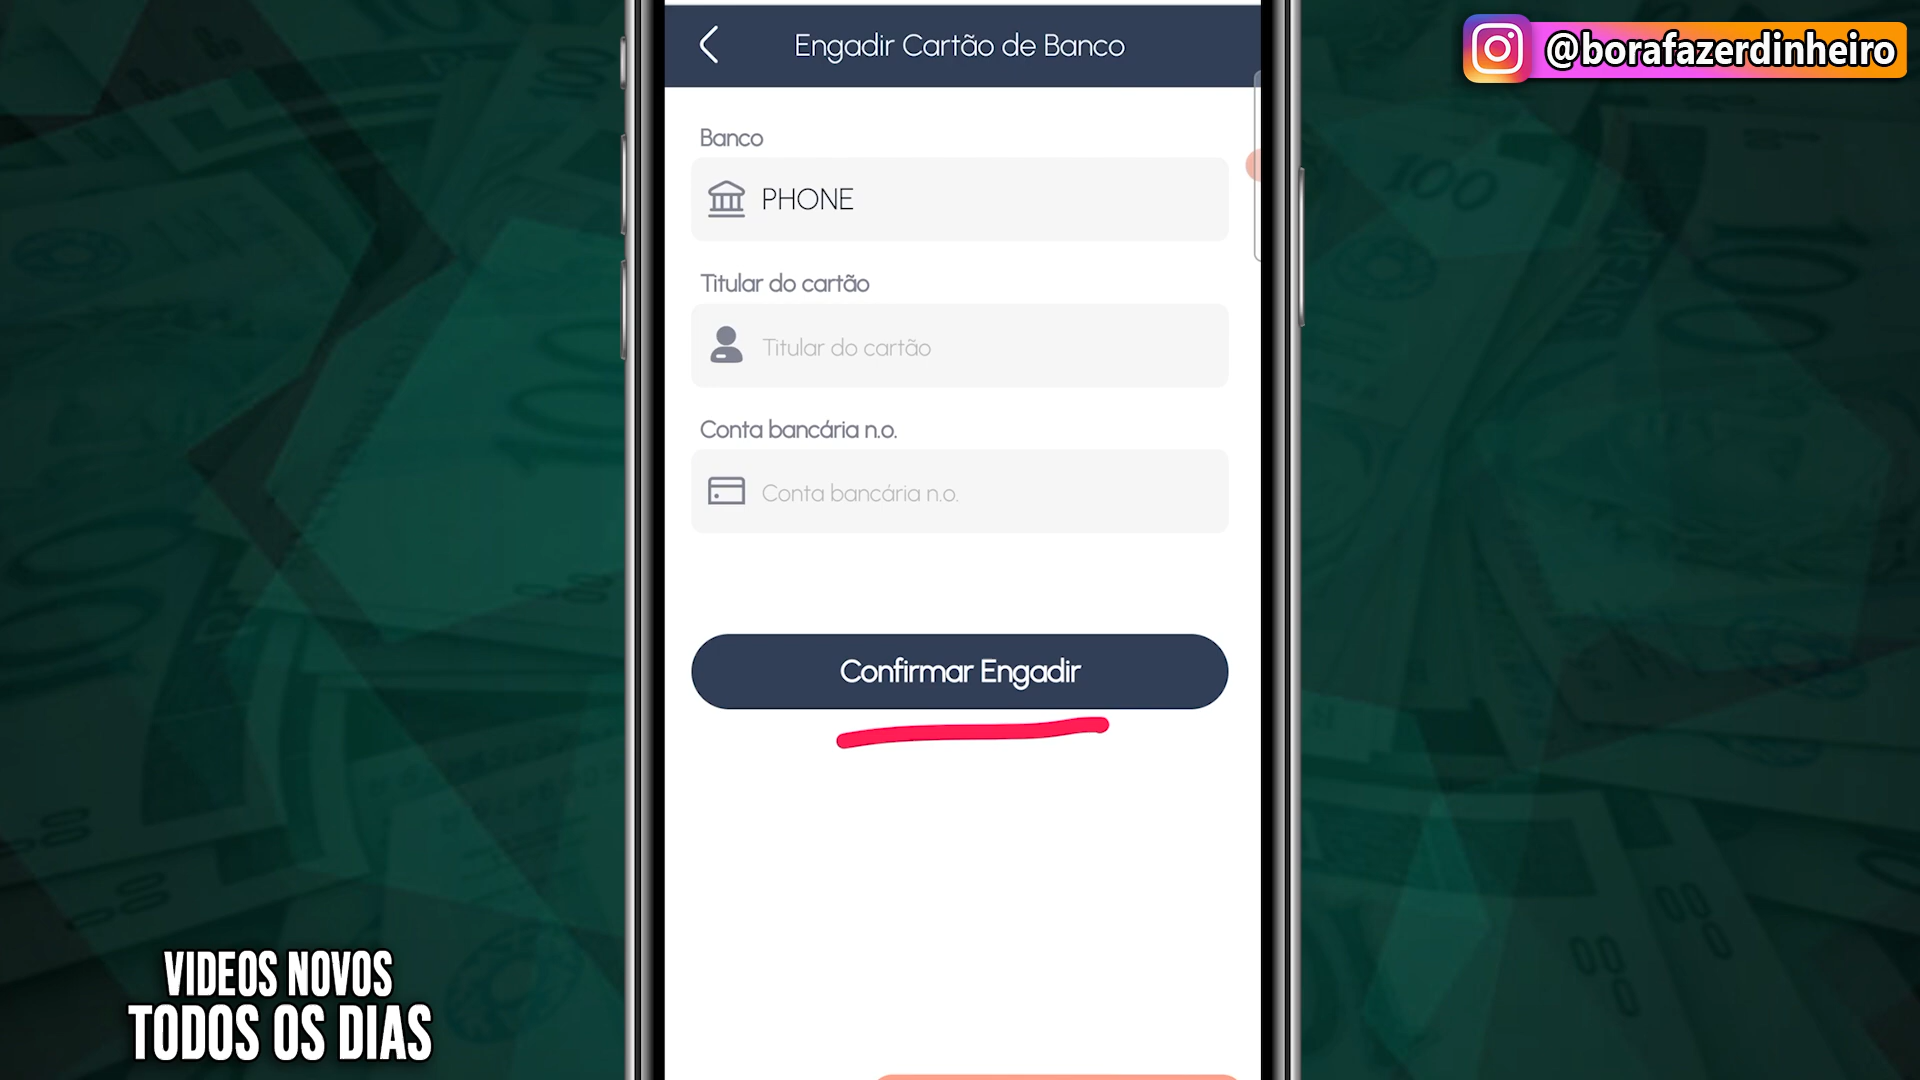 Engadir Cartão de Banco
@borafazerdinheiro
Banco
PHONE
Titular do cartão
Titular do cartão
Conta bancária n.o.
Conta bancária n.o.
Confirmar Engadir
VIDEOS NOVOS
TODOS OS DIAS
100